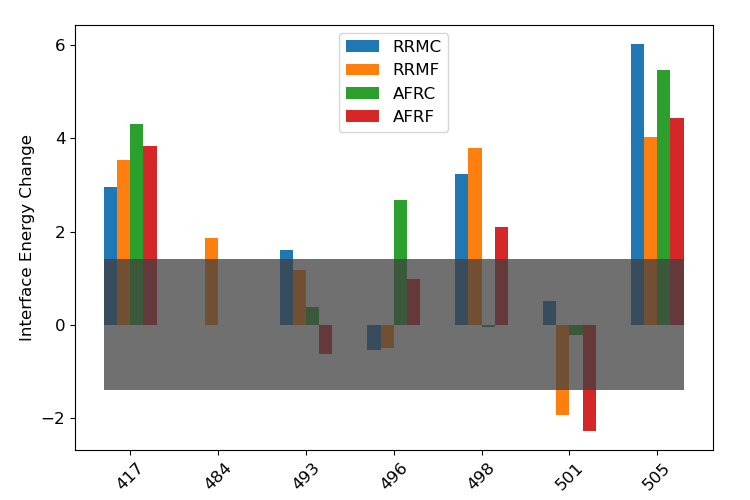 RRMC
RRMF
AFRC
AFRF
Interface Energy Change
6
4
2
0
−2
417
484
493
496
498
501
505